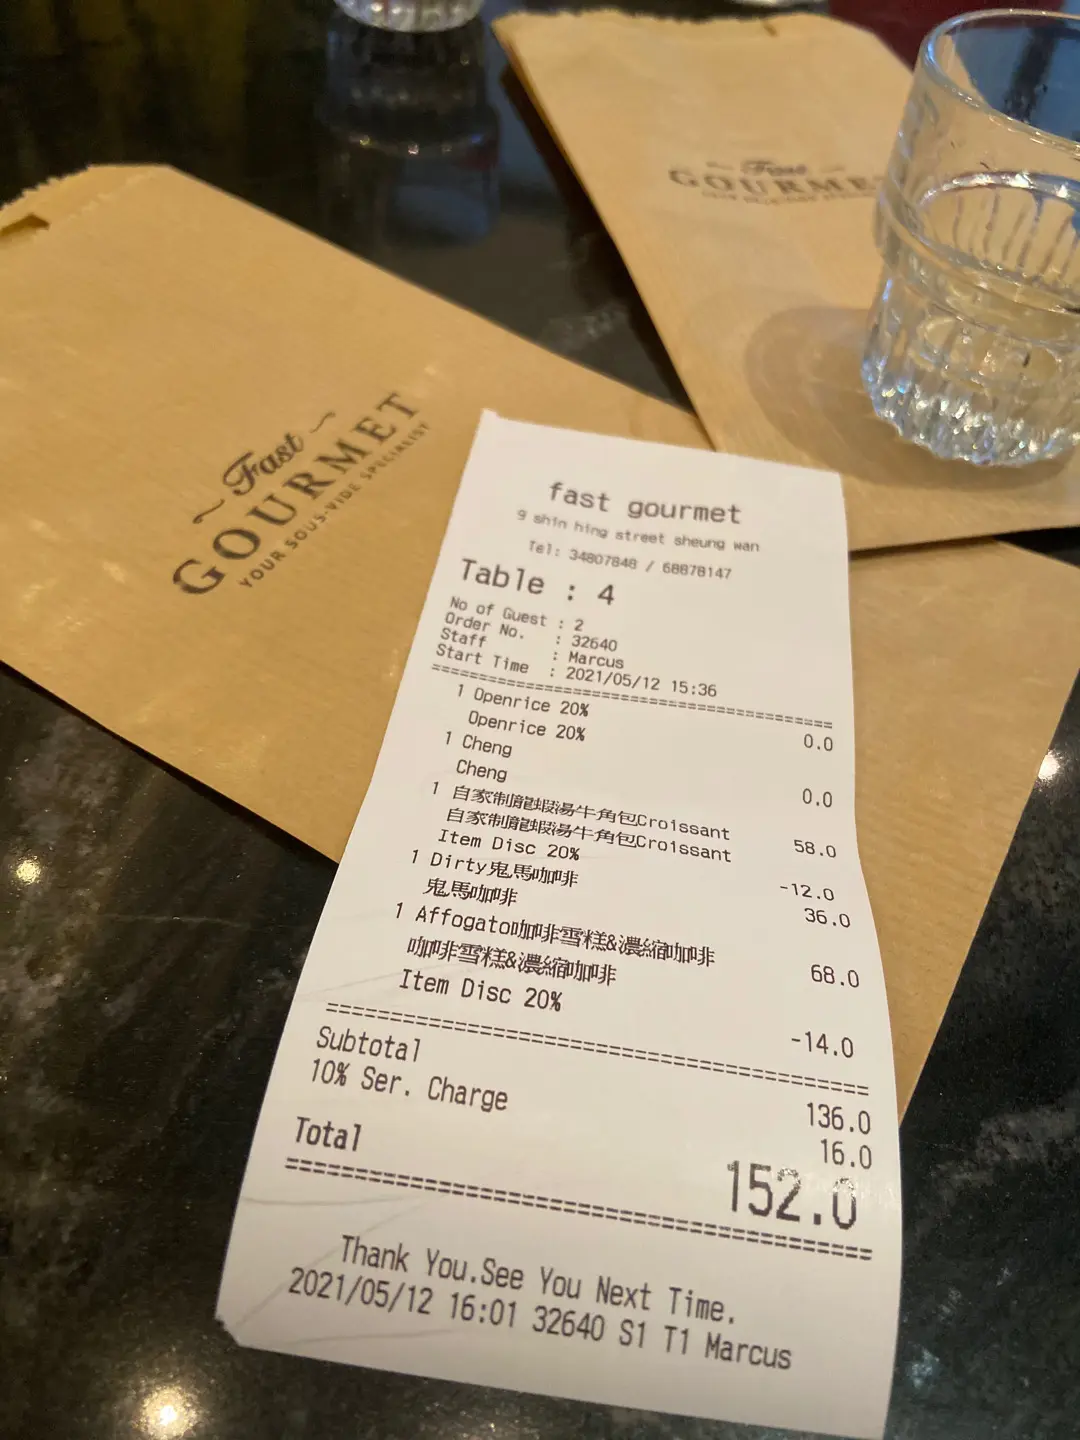 Fast
GOURMET
Fast
GOURMET
YOUR SOUS-VIDE SPECIALIST
fast gourmet
9 shin hing street sheung wan
Tel: 34807848 / 68878147
Table : 4
No of Guest : 2
Order No. : 32640
Staff : Marcus
Start Time : 2021/05/12 15:36
1 Openrice 20% 0.0
Openrice 20%
1 Cheng 0.0
Cheng
1 自家制龍蝦湯牛角包Croissant 58.0
自家制龍蝦湯牛角包Croissant
Item Disc 20% -12.0
1 Dirty鬼馬咖啡 36.0
鬼馬咖啡
1 Affogato咖啡雪糕&濃縮咖啡 68.0
咖啡雪糕&濃縮咖啡
Item Disc 20% -14.0
Subtotal 136.0
10% Ser. Charge 16.0
Total 152.0
Thank You.See You Next Time.
2021/05/12 16:01 32640 S1 T1 Marcus